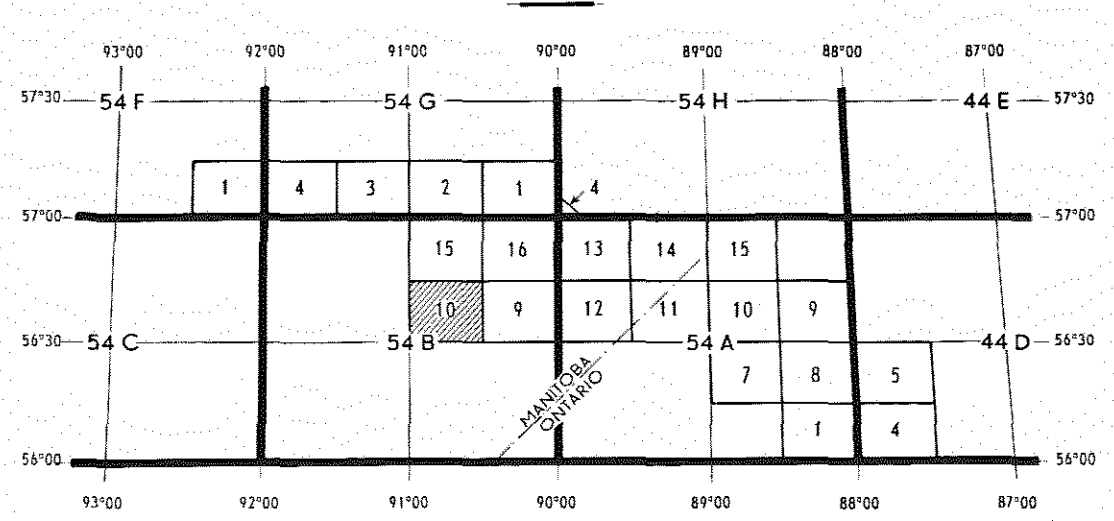 93°00 92°00 91°00 90°00 89°00 88°00 87°00
57°30 54 F 54 G 54 H 44 E 57°30
1 4 3 2 1 4
57°00 57°00
15 16 13 14 15
10 9 12 11 10 9
56°30 54 C 54 B 54 A 44 D 56°30
7 8 5
MANITOBA
ONTARIO
1 4
56°00 56°00
93°00 92°00 91°00 90°00 89°00 88°00 87°00